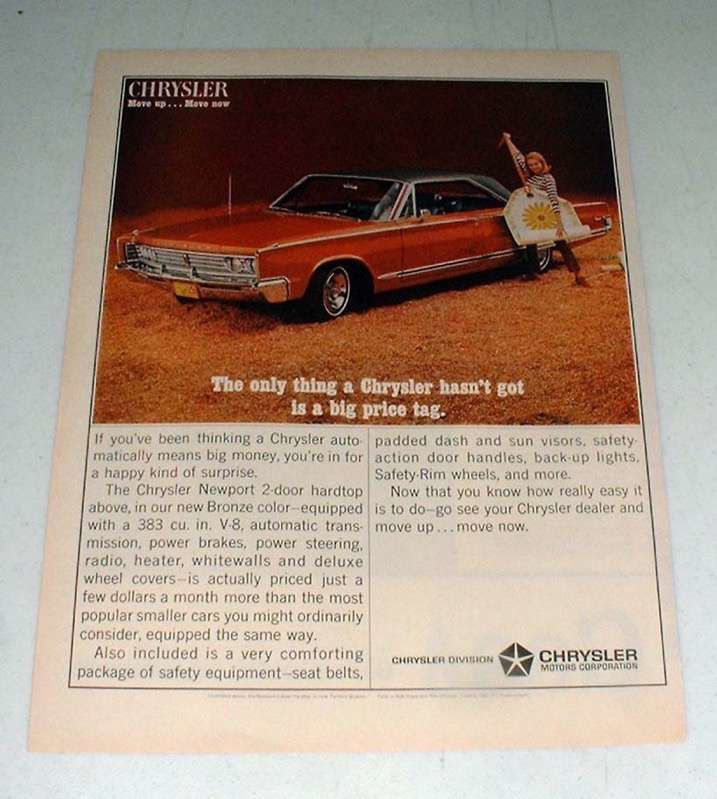 CHRYSLER
Move up...Move now
The only thing a Chrysler hasn't got
is a big price tag.
If you've been thinking a Chrysler auto-
matically means big money, you're in for
a happy kind of surprise.
The Chrysler Newport 2-door hardtop
above, in our new Bronze color—equipped
with a 383 cu. in. V-8, automatic trans-
mission, power brakes, power steering,
radio, heater, whitewalls and deluxe
wheel covers—is actually priced just a
few dollars a month more than the most
popular smaller cars you might ordinarily
consider, equipped the same way.
Also included is a very comforting
package of safety equipment—seat belts,
padded dash and sun visors, safety-
action door handles, back-up lights,
Safety-Rim wheels, and more.
Now that you know how really easy it
is to do—go see your Chrysler dealer and
move up...move now.
CHRYSLER DIVISION
CHRYSLER
MOTORS CORPORATION